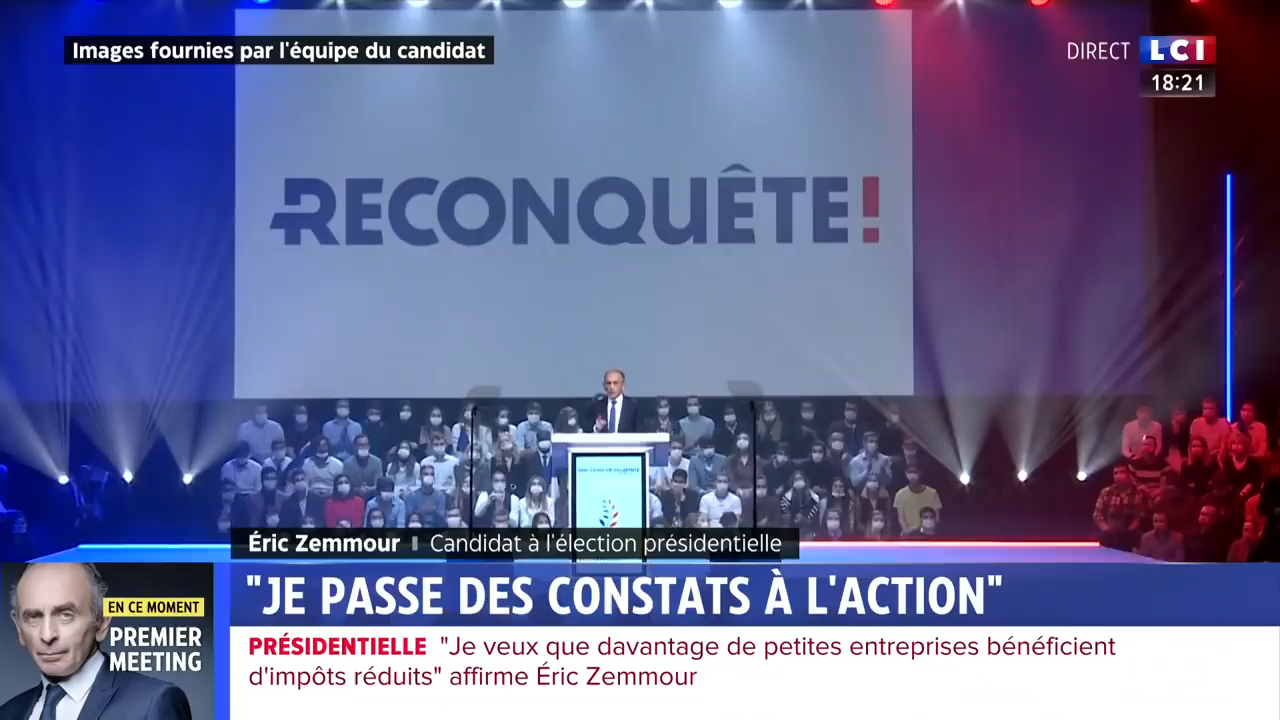 Images fournies par l'équipe du candidat
DIRECT LCI
18:21
RECONQUÊTE!
Éric Zemmour Candidat à l'élection présidentielle
"JE PASSE DES CONSTATS À L'ACTION"
EN CE MOMENT
PREMIER
MEETING
PRÉSIDENTIELLE "Je veux que davantage de petites entreprises bénéficient
d'impôts réduits" affirme Éric Zemmour